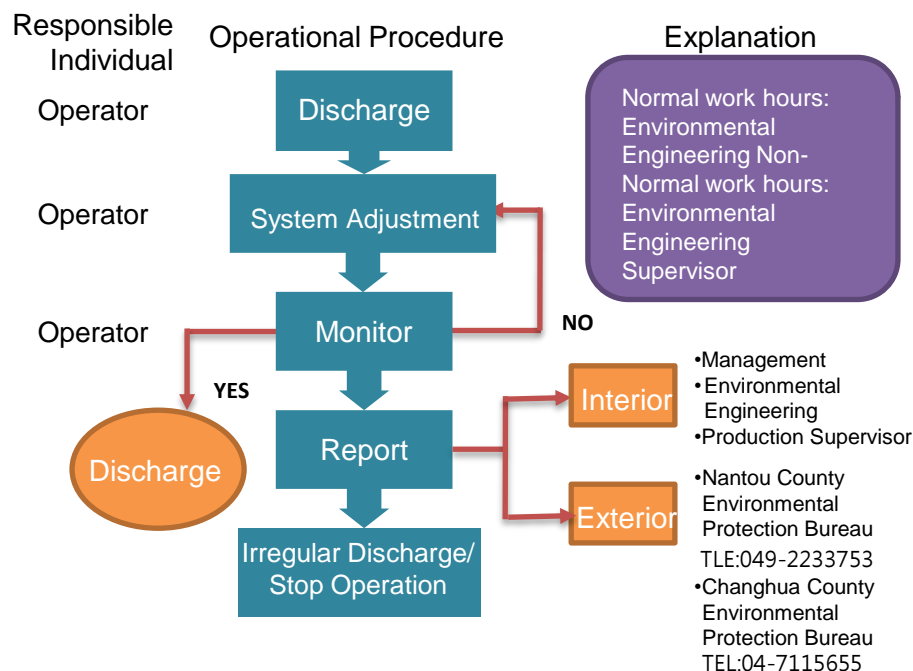 Responsible
Individual
Operational Procedure
Explanation
Operator
Discharge
Normal work hours:
Environmental
Engineering Non-
Normal work hours:
Environmental
Engineering
Supervisor
Operator
System Adjustment
Operator
Monitor
NO
YES
Discharge
Report
Interior
•Management
•Environmental
Engineering
•Production Supervisor
Exterior
•Nantou County
Environmental
Protection Bureau
TLE:049-2233753
•Changhua County
Environmental
Protection Bureau
TEL:04-7115655
Irregular Discharge/
Stop Operation